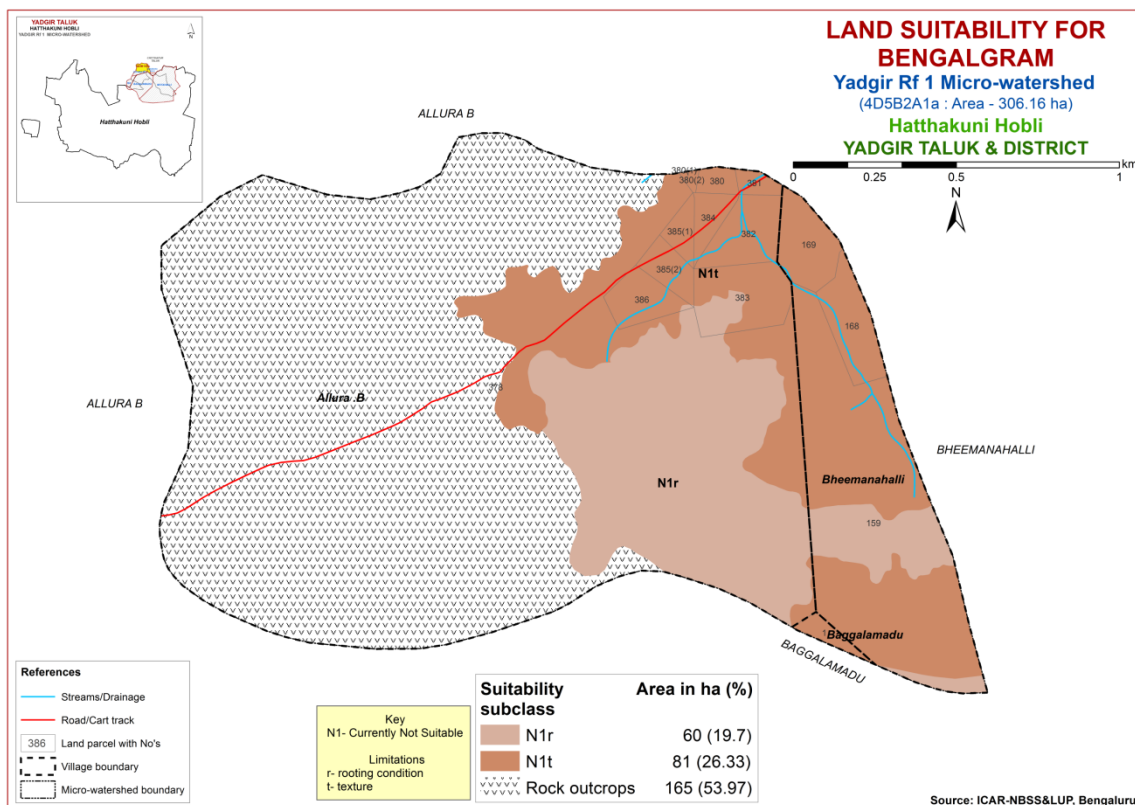 YADGIR TALUK
HATTHAKUNI HOBLI
YADGIR Rf 1 MICRO-WATERSHED
N
Hatthakuni Hobli
LAND SUITABILITY FOR
BENGALGRAM
Yadgir Rf 1 Micro-watershed
(4D5B2A1a : Area - 306.16 ha)
Hatthakuni Hobli
YADGIR TALUK & DISTRICT
km
0 0.25 0.5 1
N
ALLURA B
380(2) 380 381
384
385(1) 382
169
385(2) N1t
386 383
168
378
ALLURA B
Allura .B
BHEEMANAHALLI
Bheemanahalli
N1r
159
Baggalamadu
BAGGALAMADU
References
Streams/Drainage
Road/Cart track
386 Land parcel with No's
Village boundary
Micro-watershed boundary
Key
N1- Currently Not Suitable
Limitations
r- rooting condition
t- texture
Suitability Area in ha (%)
subclass
N1r 60 (19.7)
N1t 81 (26.33)
Rock outcrops 165 (53.97)
Source: ICAR-NBSS&LUP, Bengaluru